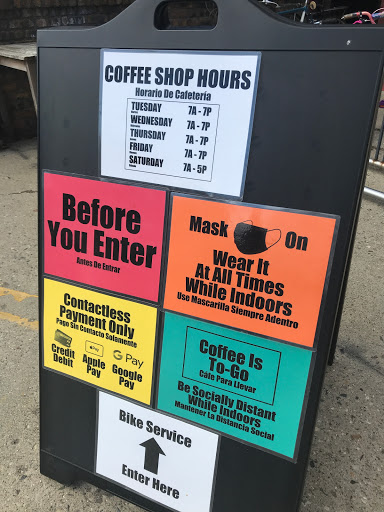 COFFEE SHOP HOURS
Horario De Cafeteria
TUESDAY 7A - 7P
WEDNESDAY 7A - 7P
THURSDAY 7A - 7P
FRIDAY 7A - 7P
SATURDAY 7A - 5P
Before
You Enter
Antes De Entrar
Mask On
Wear It
At All Times
While Indoors
Use Mascarilla Siempre Adentro
Contactless
Payment Only
Pago Sin Contacto Solamente
Credit
Debit
Pay
Apple
Pay
G Pay
Google
Pay
Coffee Is
To-Go
Café Para Llevar
Be Socially Distant
While Indoors
Mantener La Distancia Social
Bike Service
Enter Here